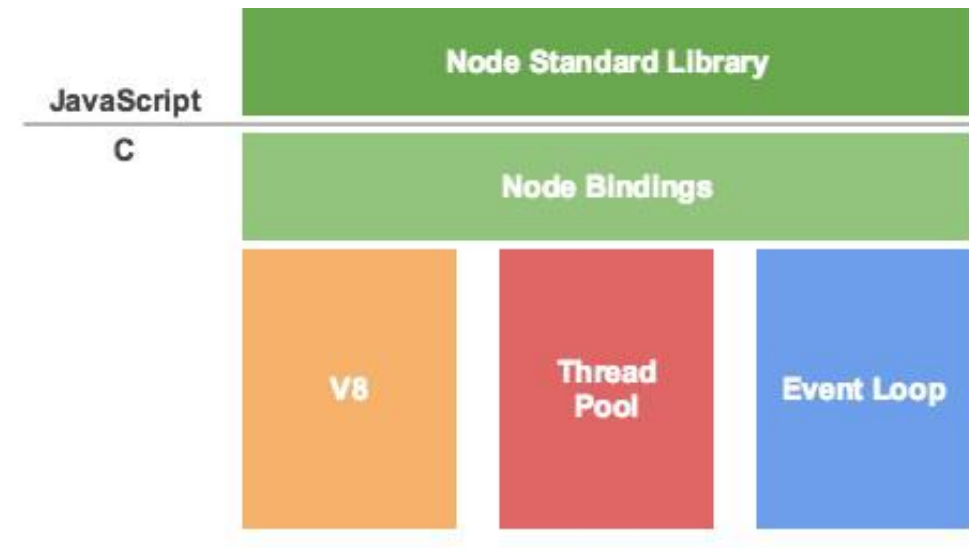 Node Standard Library
JavaScript
C
Node Bindings
V8
Thread
Pool
Event Loop